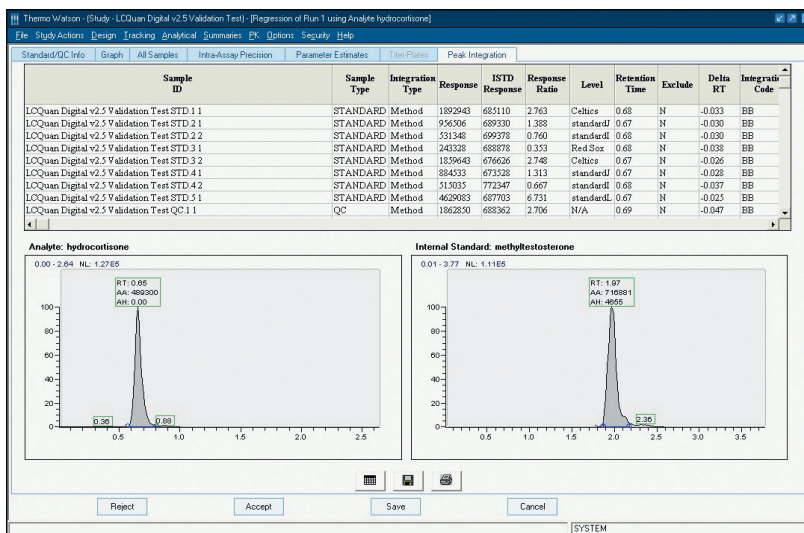 Thermo Watson - (Study - LCQuan Digital v2.5 Validation Test) - [Regression of Run 1 using Analyte hydrocortisone]
File Study Actions Design Tracking Analytical Summaries PK Options Security Help
Standard/QC Info Graph All Samples Intra-Assay Precision Parameter Estimates Titer-Plates Peak Integration
Sample ID Sample Type Integration Type Response ISTD Response Response Ratio Level Retention Time Exclude Delta RT Integratio Code
LCQuan Digital v2.5 Validation Test STD.1 1 STANDARD Method 1892943 685110 2.763 Celtics 0.68 N -0.033 BB
LCQuan Digital v2.5 Validation Test STD.2 1 STANDARD Method 956506 689330 1.388 standardJ 0.67 N -0.030 BB
LCQuan Digital v2.5 Validation Test STD.2 2 STANDARD Method 531348 699378 0.760 standardI 0.68 N -0.030 BB
LCQuan Digital v2.5 Validation Test STD.3 1 STANDARD Method 243328 688878 0.353 Red Sox 0.68 N -0.038 BB
LCQuan Digital v2.5 Validation Test STD.3 2 STANDARD Method 1859643 676626 2.748 Celtics 0.67 N -0.026 BB
LCQuan Digital v2.5 Validation Test STD.4 1 STANDARD Method 884533 673528 1.313 standardJ 0.67 N -0.028 BB
LCQuan Digital v2.5 Validation Test STD.4 2 STANDARD Method 515035 772347 0.667 standardI 0.68 N -0.037 BB
LCQuan Digital v2.5 Validation Test STD.5 1 STANDARD Method 4629083 687703 6.731 standardL 0.67 N -0.025 BB
LCQuan Digital v2.5 Validation Test QC.1 1 QC Method 1862850 688362 2.706 N/A 0.69 N -0.047 BB
Analyte: hydrocortisone
0.00 - 2.64 NL: 1.27E5
RT: 0.65
AA: 489300
AH: 0.00
100
80
60
40
20
0
0.36 0.88
0.5 1.0 1.5 2.0 2.5
Internal Standard: methyltestosterone
0.01 - 3.77 NL: 1.11E5
RT: 1.97
AA: 716881
AH: 4655
100
80
60
40
20
0
2.36
0.5 1.0 1.5 2.0 2.5 3.0 3.5
Reject Accept Save Cancel
SYSTEM